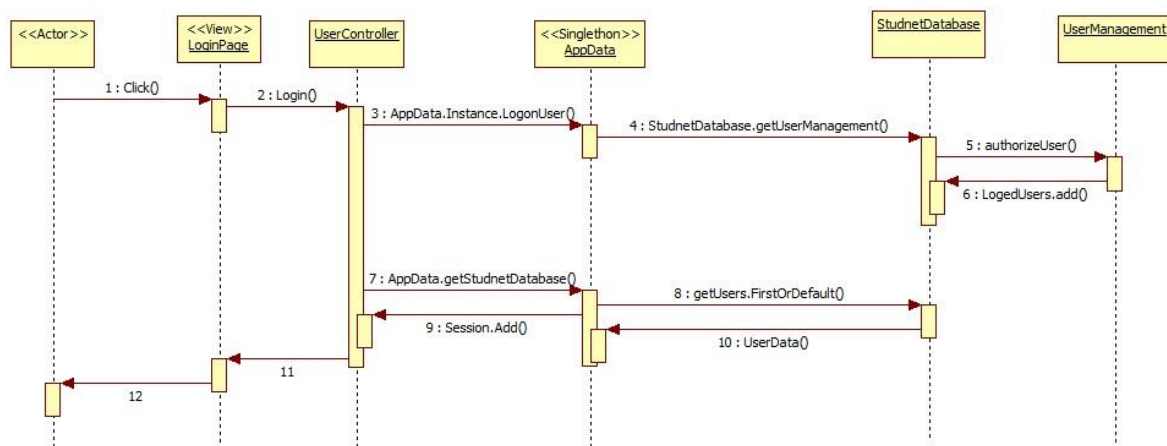 <<Actor>>
<<View>>
LoginPage
UserController
<<Singlethon>>
AppData
StudnetDatabase
UserManagement
1 : Click()
2 : Login()
3 : AppData.Instance.LogonUser()
4 : StudnetDatabase.getUserManagement()
5 : authorizeUser()
6 : LogedUsers.add()
7 : AppData.getStudnetDatabase()
8 : getUsers.FirstOrDefault()
9 : Session.Add()
10 : UserData()
11
12